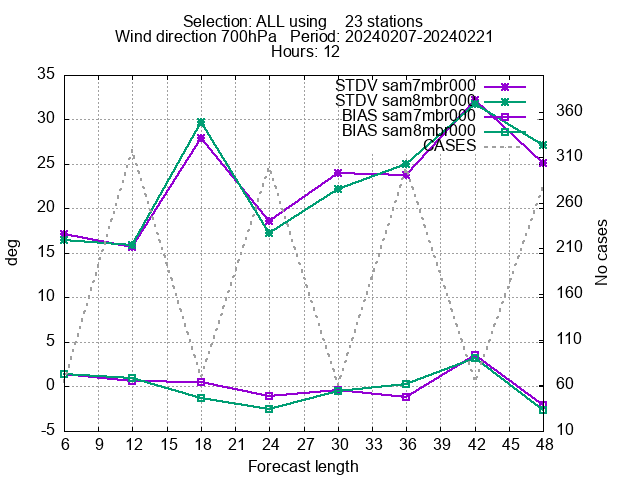 Selection: ALL using    23 stations
Wind direction 700hPa   Period: 20240207-20240221
Hours: 12
STDV sam7mbr000
STDV sam8mbr000
BIAS sam7mbr000
BIAS sam8mbr000
CASES
35
30
25
20
15
10
5
0
-5
deg
360
310
260
210
160
110
60
10
No cases
6 9 12 15 18 21 24 27 30 33 36 39 42 45 48
Forecast length